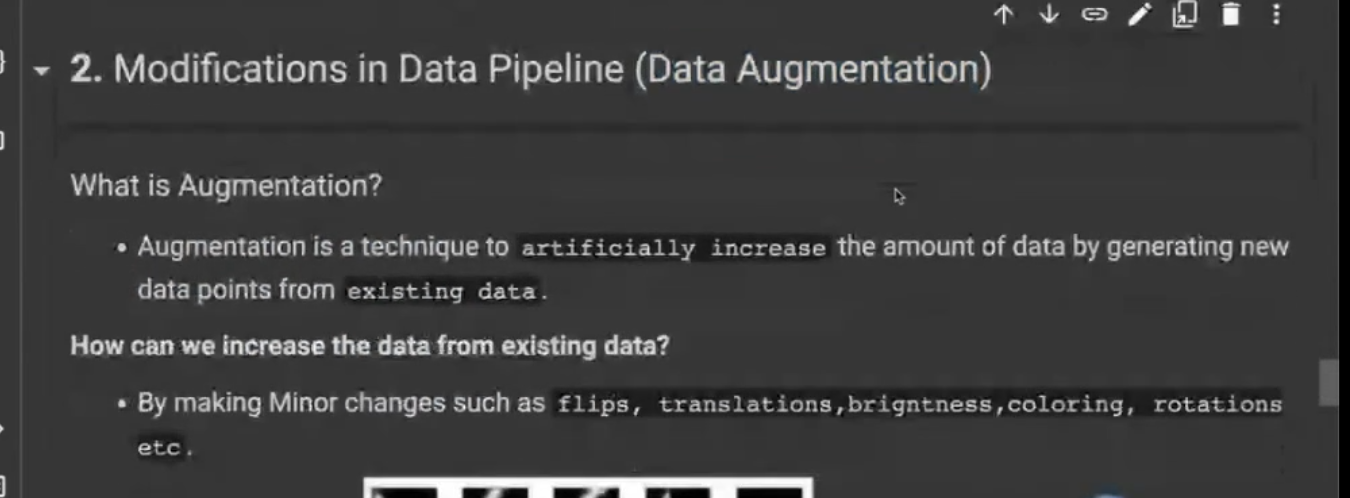 2. Modifications in Data Pipeline (Data Augmentation)
What is Augmentation?
• Augmentation is a technique to artificially increase the amount of data by generating new
data points from existing data.
How can we increase the data from existing data?
• By making Minor changes such as flips, translations,brigntness,coloring, rotations
etc.